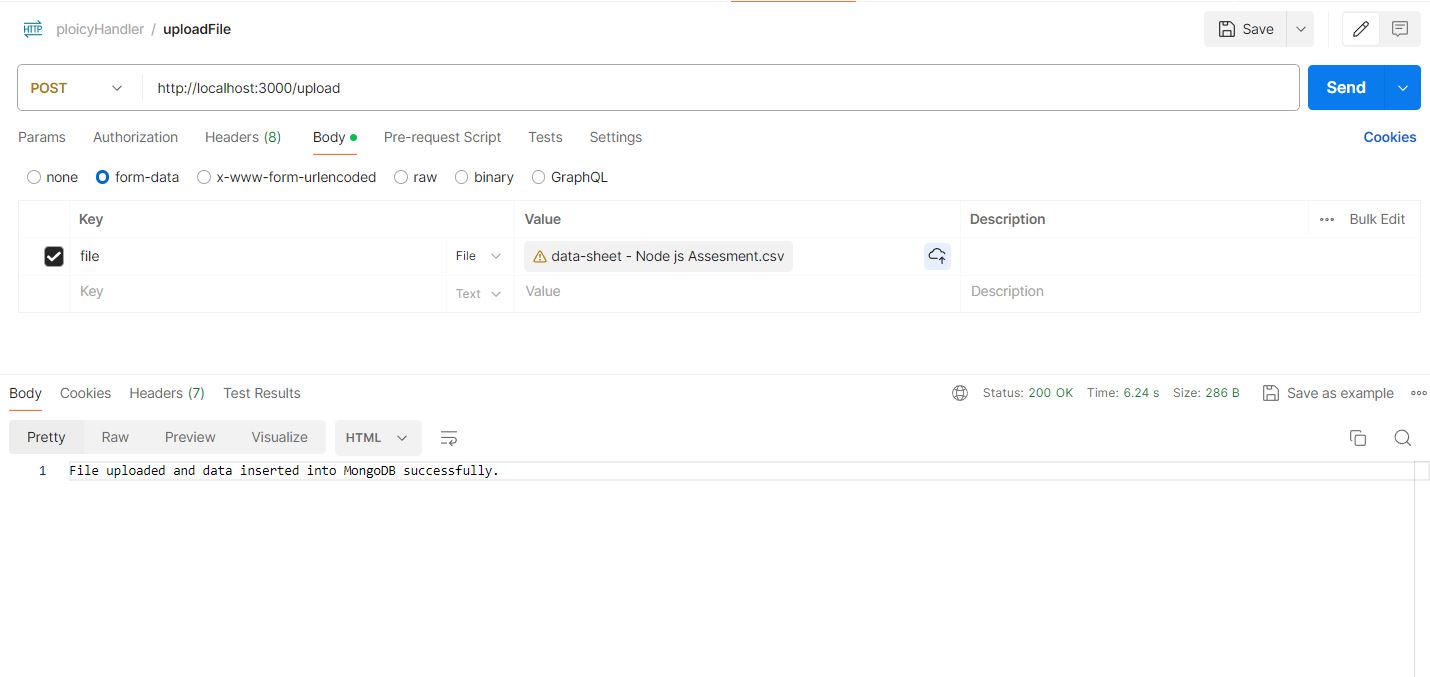 HTTP ploicyHandler / uploadFile Save
POST http://localhost:3000/upload Send
Params Authorization Headers (8) Body Pre-request Script Tests Settings Cookies
none form-data x-www-form-urlencoded raw binary GraphQL
Key Value Description ••• Bulk Edit
file File data-sheet - Node js Assesment.csv
Key Text Value Description
Body Cookies Headers (7) Test Results Status: 200 OK Time: 6.24 s Size: 286 B Save as example
Pretty Raw Preview Visualize HTML
1 File uploaded and data inserted into MongoDB successfully.